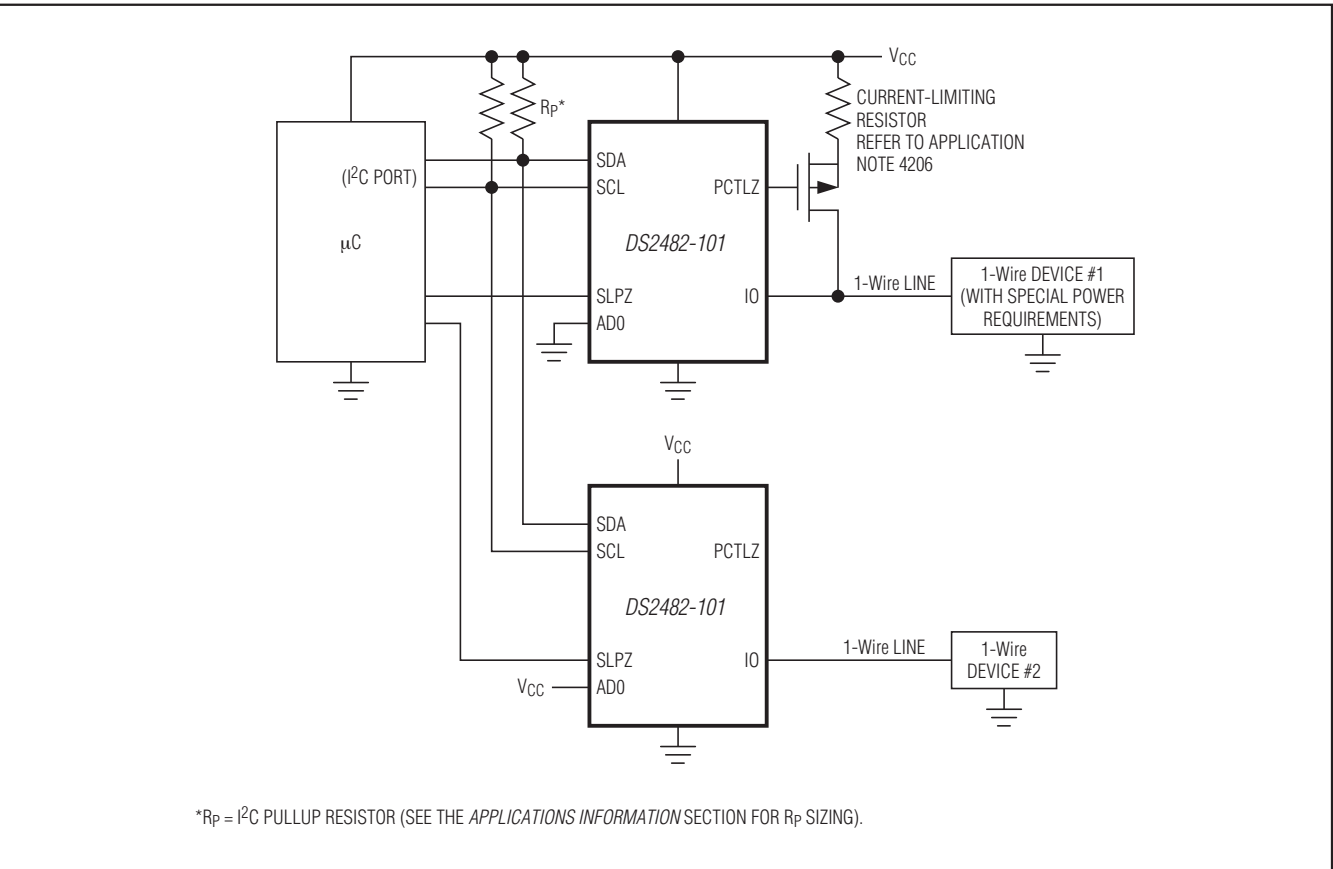 VCC
RP*
CURRENT-LIMITING
RESISTOR
REFER TO APPLICATION
NOTE 4206
(I2C PORT)
μC
SDA
SCL
PCTLZ
DS2482-101
SLPZ
AD0
IO
1-Wire LINE
1-Wire DEVICE #1
(WITH SPECIAL POWER
REQUIREMENTS)
VCC
SDA
SCL
PCTLZ
DS2482-101
SLPZ
VCC
AD0
IO
1-Wire LINE
1-Wire
DEVICE #2
*RP = I2C PULLUP RESISTOR (SEE THE APPLICATIONS INFORMATION SECTION FOR RP SIZING).